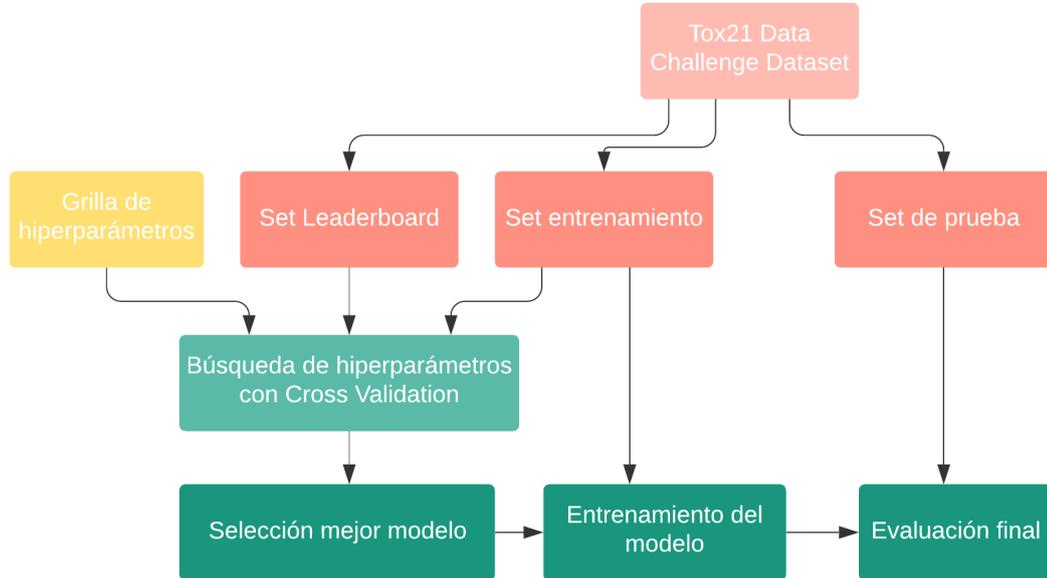 Tox21 Data
Challenge Dataset
Grilla de
hiperparámetros
Set Leaderboard
Set entrenamiento
Set de prueba
Búsqueda de hiperparámetros
con Cross Validation
Selección mejor modelo
Entrenamiento del
modelo
Evaluación final